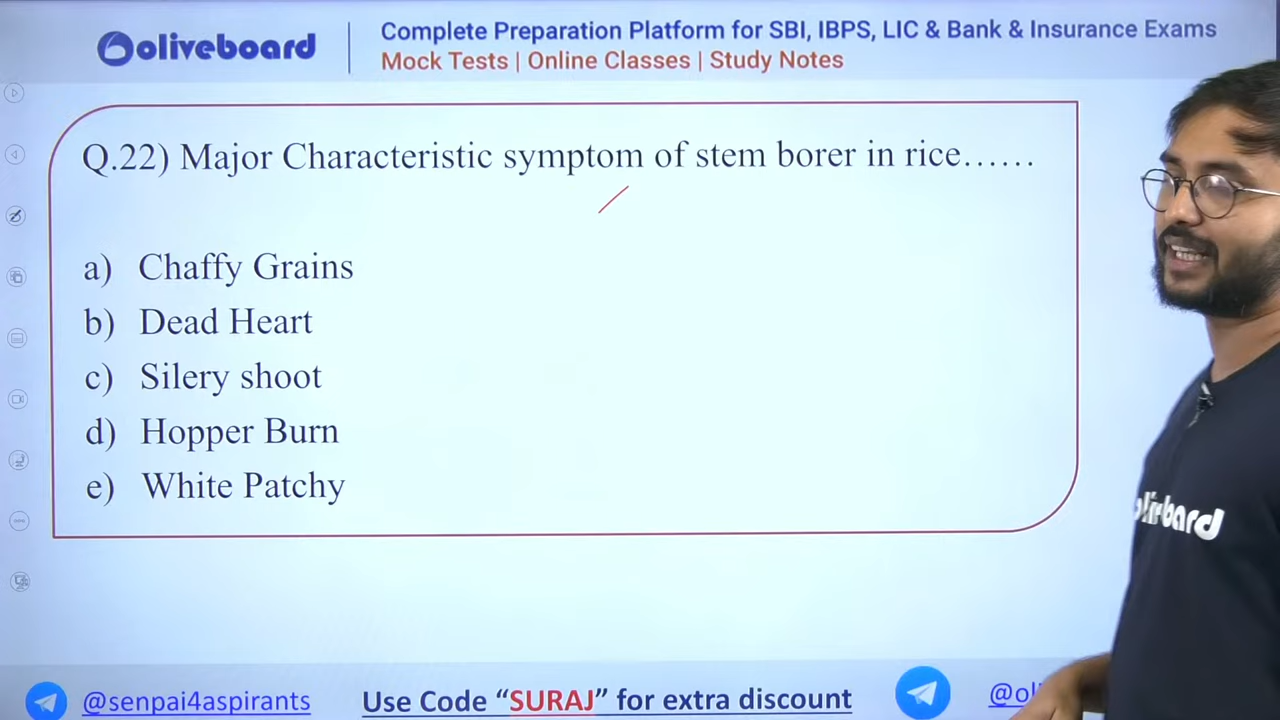 oliveboard
Complete Preparation Platform for SBI, IBPS, LIC & Bank & Insurance Exams
Mock Tests | Online Classes | Study Notes
Q.22) Major Characteristic symptom of stem borer in rice……
a) Chaffy Grains
b) Dead Heart
c) Silery shoot
d) Hopper Burn
e) White Patchy
@senpai4aspirants
Use Code “SURAJ” for extra discount